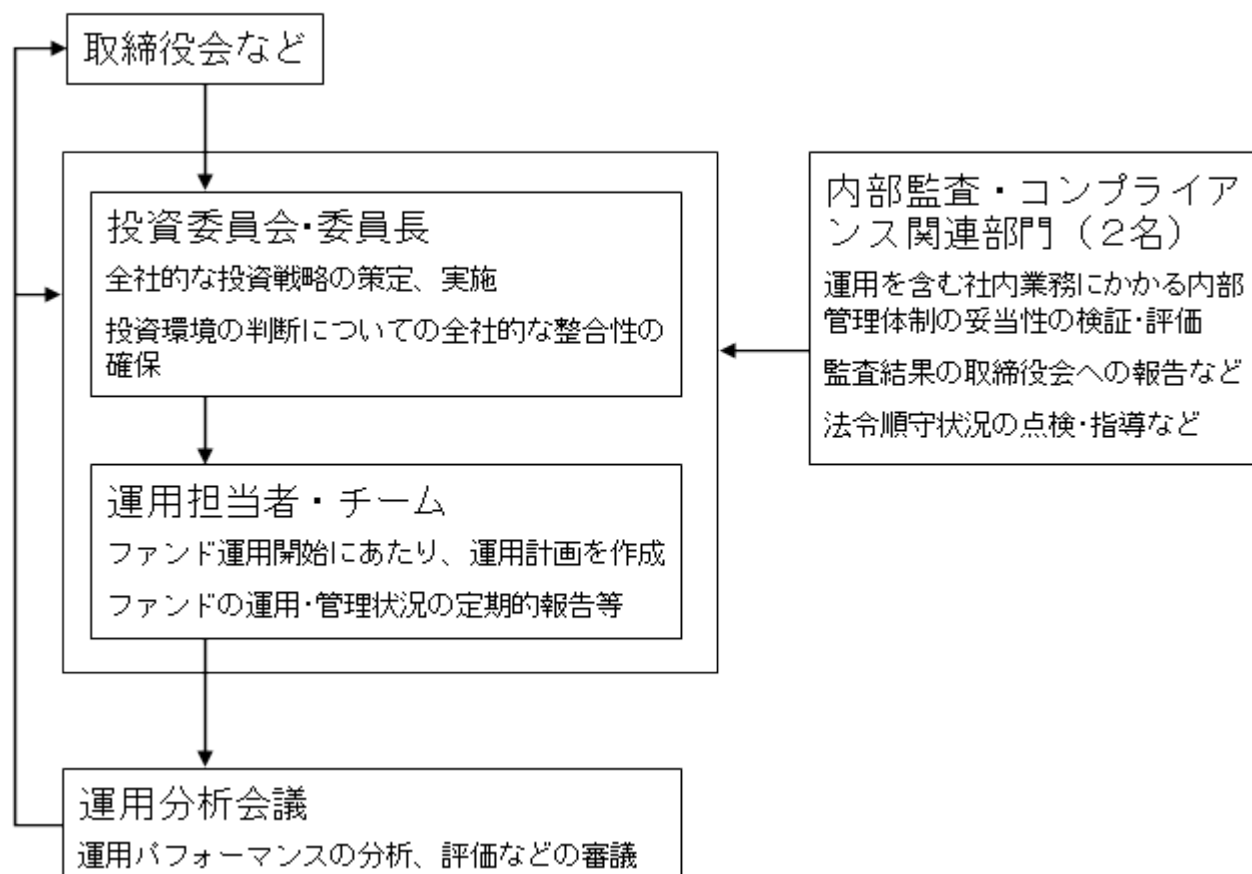 取締役会など
投資委員会・委員長
全社的な投資戦略の策定、実施
投資環境の判断についての全社的な整合性の
確保
運用担当者・チーム
ファンド運用開始にあたり、運用計画を作成
ファンドの運用・管理状況の定期的報告等
運用分析会議
運用パフォーマンスの分析、評価などの審議
内部監査・コンプライア
ンス関連部門（２名）
運用を含む社内業務にかかる内部
管理体制の妥当性の検証・評価
監査結果の取締役会への報告など
法令順守状況の点検・指導など